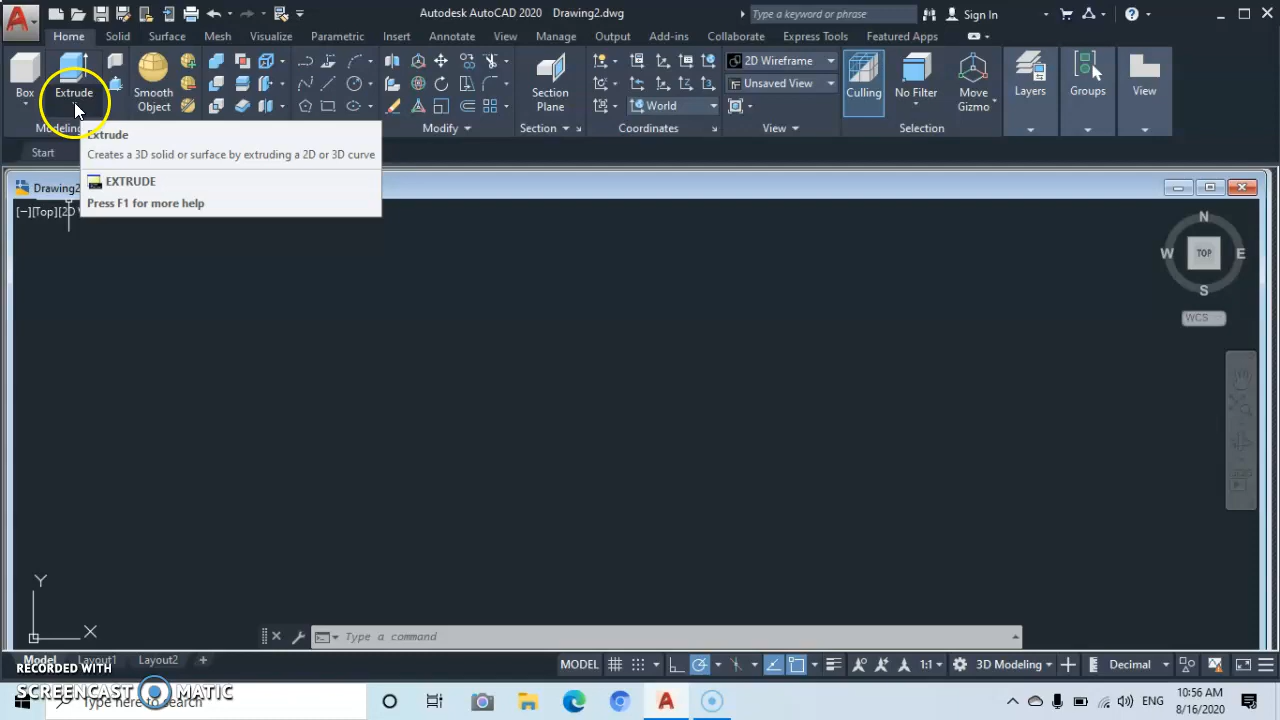 Autodesk AutoCAD 2020 Drawing2.dwg
Type a keyword or phrase
Sign In
Home Solid Surface Mesh Visualize Parametric Insert Annotate View Manage Output Add-ins Collaborate Express Tools Featured Apps
Box
Extrude
Smooth Object
Section Plane
2D Wireframe
Unsaved View
World
Culling
No Filter
Move Gizmo
Layers
Groups
View
Modify
Section
Coordinates
View
Selection
Start
Extrude
Creates a 3D solid or surface by extruding a 2D or 3D curve
EXTRUDE
Press F1 for more help
[−][Top]
N
W TOP E
S
WCS
Y
X
Type a command
Model Layout1 Layout2
MODEL
1:1
3D Modeling
Decimal
RECORDED WITH
SCREENCAST MATIC
Type here to search
ENG
10:56 AM
8/16/2020